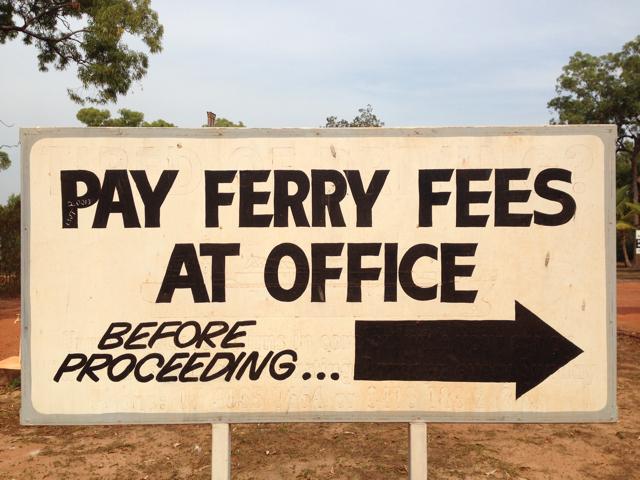 PAY FERRY FEES
AT OFFICE
BEFORE
PROCEEDING...